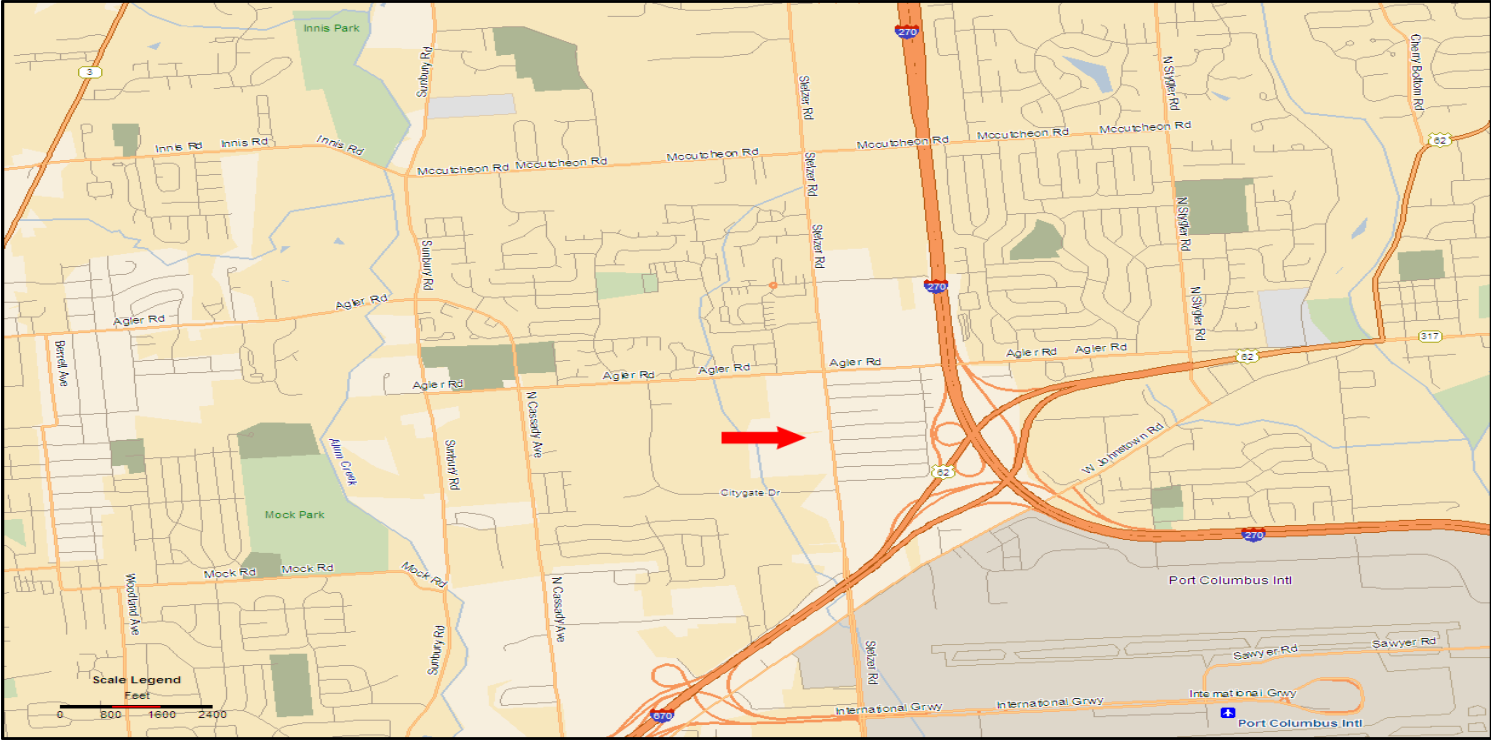 Innis Park
270
3
Sunbury Rd
Stelzer Rd
N Stygler Rd
Cherry Bottom Rd
62
Innis Rd
Innis Rd
Innis Rd
Mccutcheon Rd
Mccutcheon Rd
Mccutcheon Rd
Mccutcheon Rd
Mccutcheon Rd
Mccutcheon Rd
Stelzer Rd
N Stygler Rd
Sunbury Rd
Stelzer Rd
270
N Stygler Rd
Agler Rd
Agler Rd
317
Berrell Ave
Agler Rd
Agler Rd
Agler Rd
Agler Rd
Agler Rd
Agler Rd
62
N Cassady Ave
Alum Creek
Sunbury Rd
W Johnstown Rd
62
Citygate Dr
Mock Park
270
Mock Rd
Mock Rd
Mock Rd
Port Columbus Intl
Woodland Ave
N Cassady Ave
Sunbury Rd
Stelzer Rd
Sawyer Rd
Sawyer Rd
Scale Legend
Feet
0 800 1600 2400
670
International Grwy
International Grwy
International Grwy
Port Columbus Intl